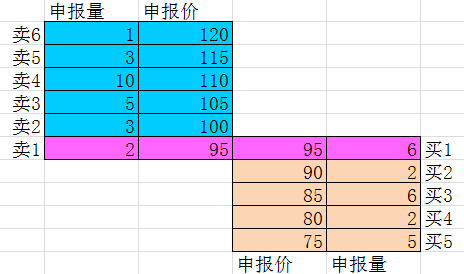 申报量 申报价
卖6 1 120
卖5 3 115
卖4 10 110
卖3 5 105
卖2 3 100
卖1 2 95 95 6 买1
90 2 买2
85 6 买3
80 2 买4
75 5 买5
申报价 申报量